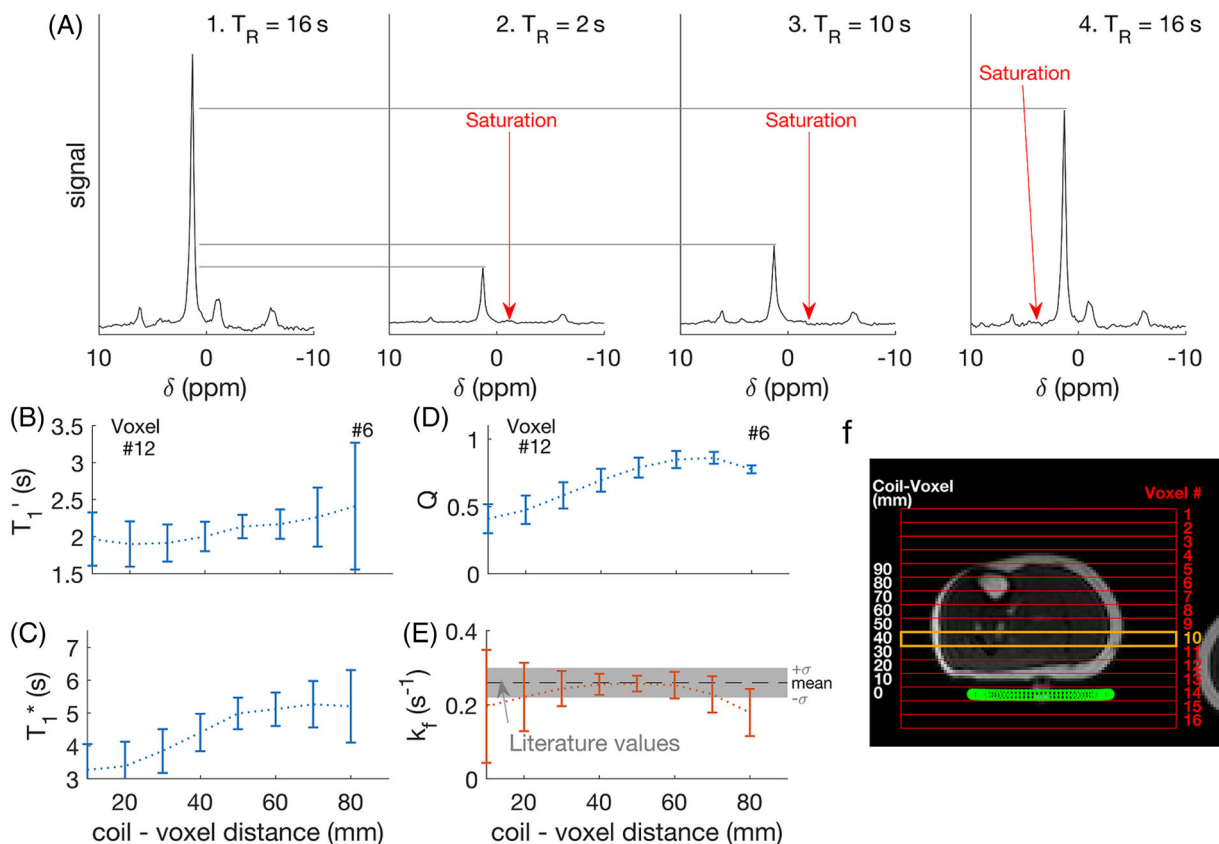 (A)
1. T_R = 16 s
2. T_R = 2 s
3. T_R = 10 s
4. T_R = 16 s
Saturation
Saturation
Saturation
signal
10 0 -10
10 0 -10
10 0 -10
10 0 -10
δ (ppm)
δ (ppm)
δ (ppm)
δ (ppm)
(B)
3.5
3
2.5
2
1.5
T_1' (s)
Voxel
#12
#6
(C)
7
6
5
4
3
T_1* (s)
20 40 60 80
coil - voxel distance (mm)
(D)
1
0.5
0
Q
Voxel
#12
#6
(E)
0.4
0.2
0
k_f (s⁻¹)
+σ
mean
-σ
Literature values
20 40 60 80
coil - voxel distance (mm)
f
Coil-Voxel
(mm)
90
80
70
60
50
40
30
20
10
0
Voxel #
1
2
3
4
5
6
7
8
9
10
11
12
13
14
15
16